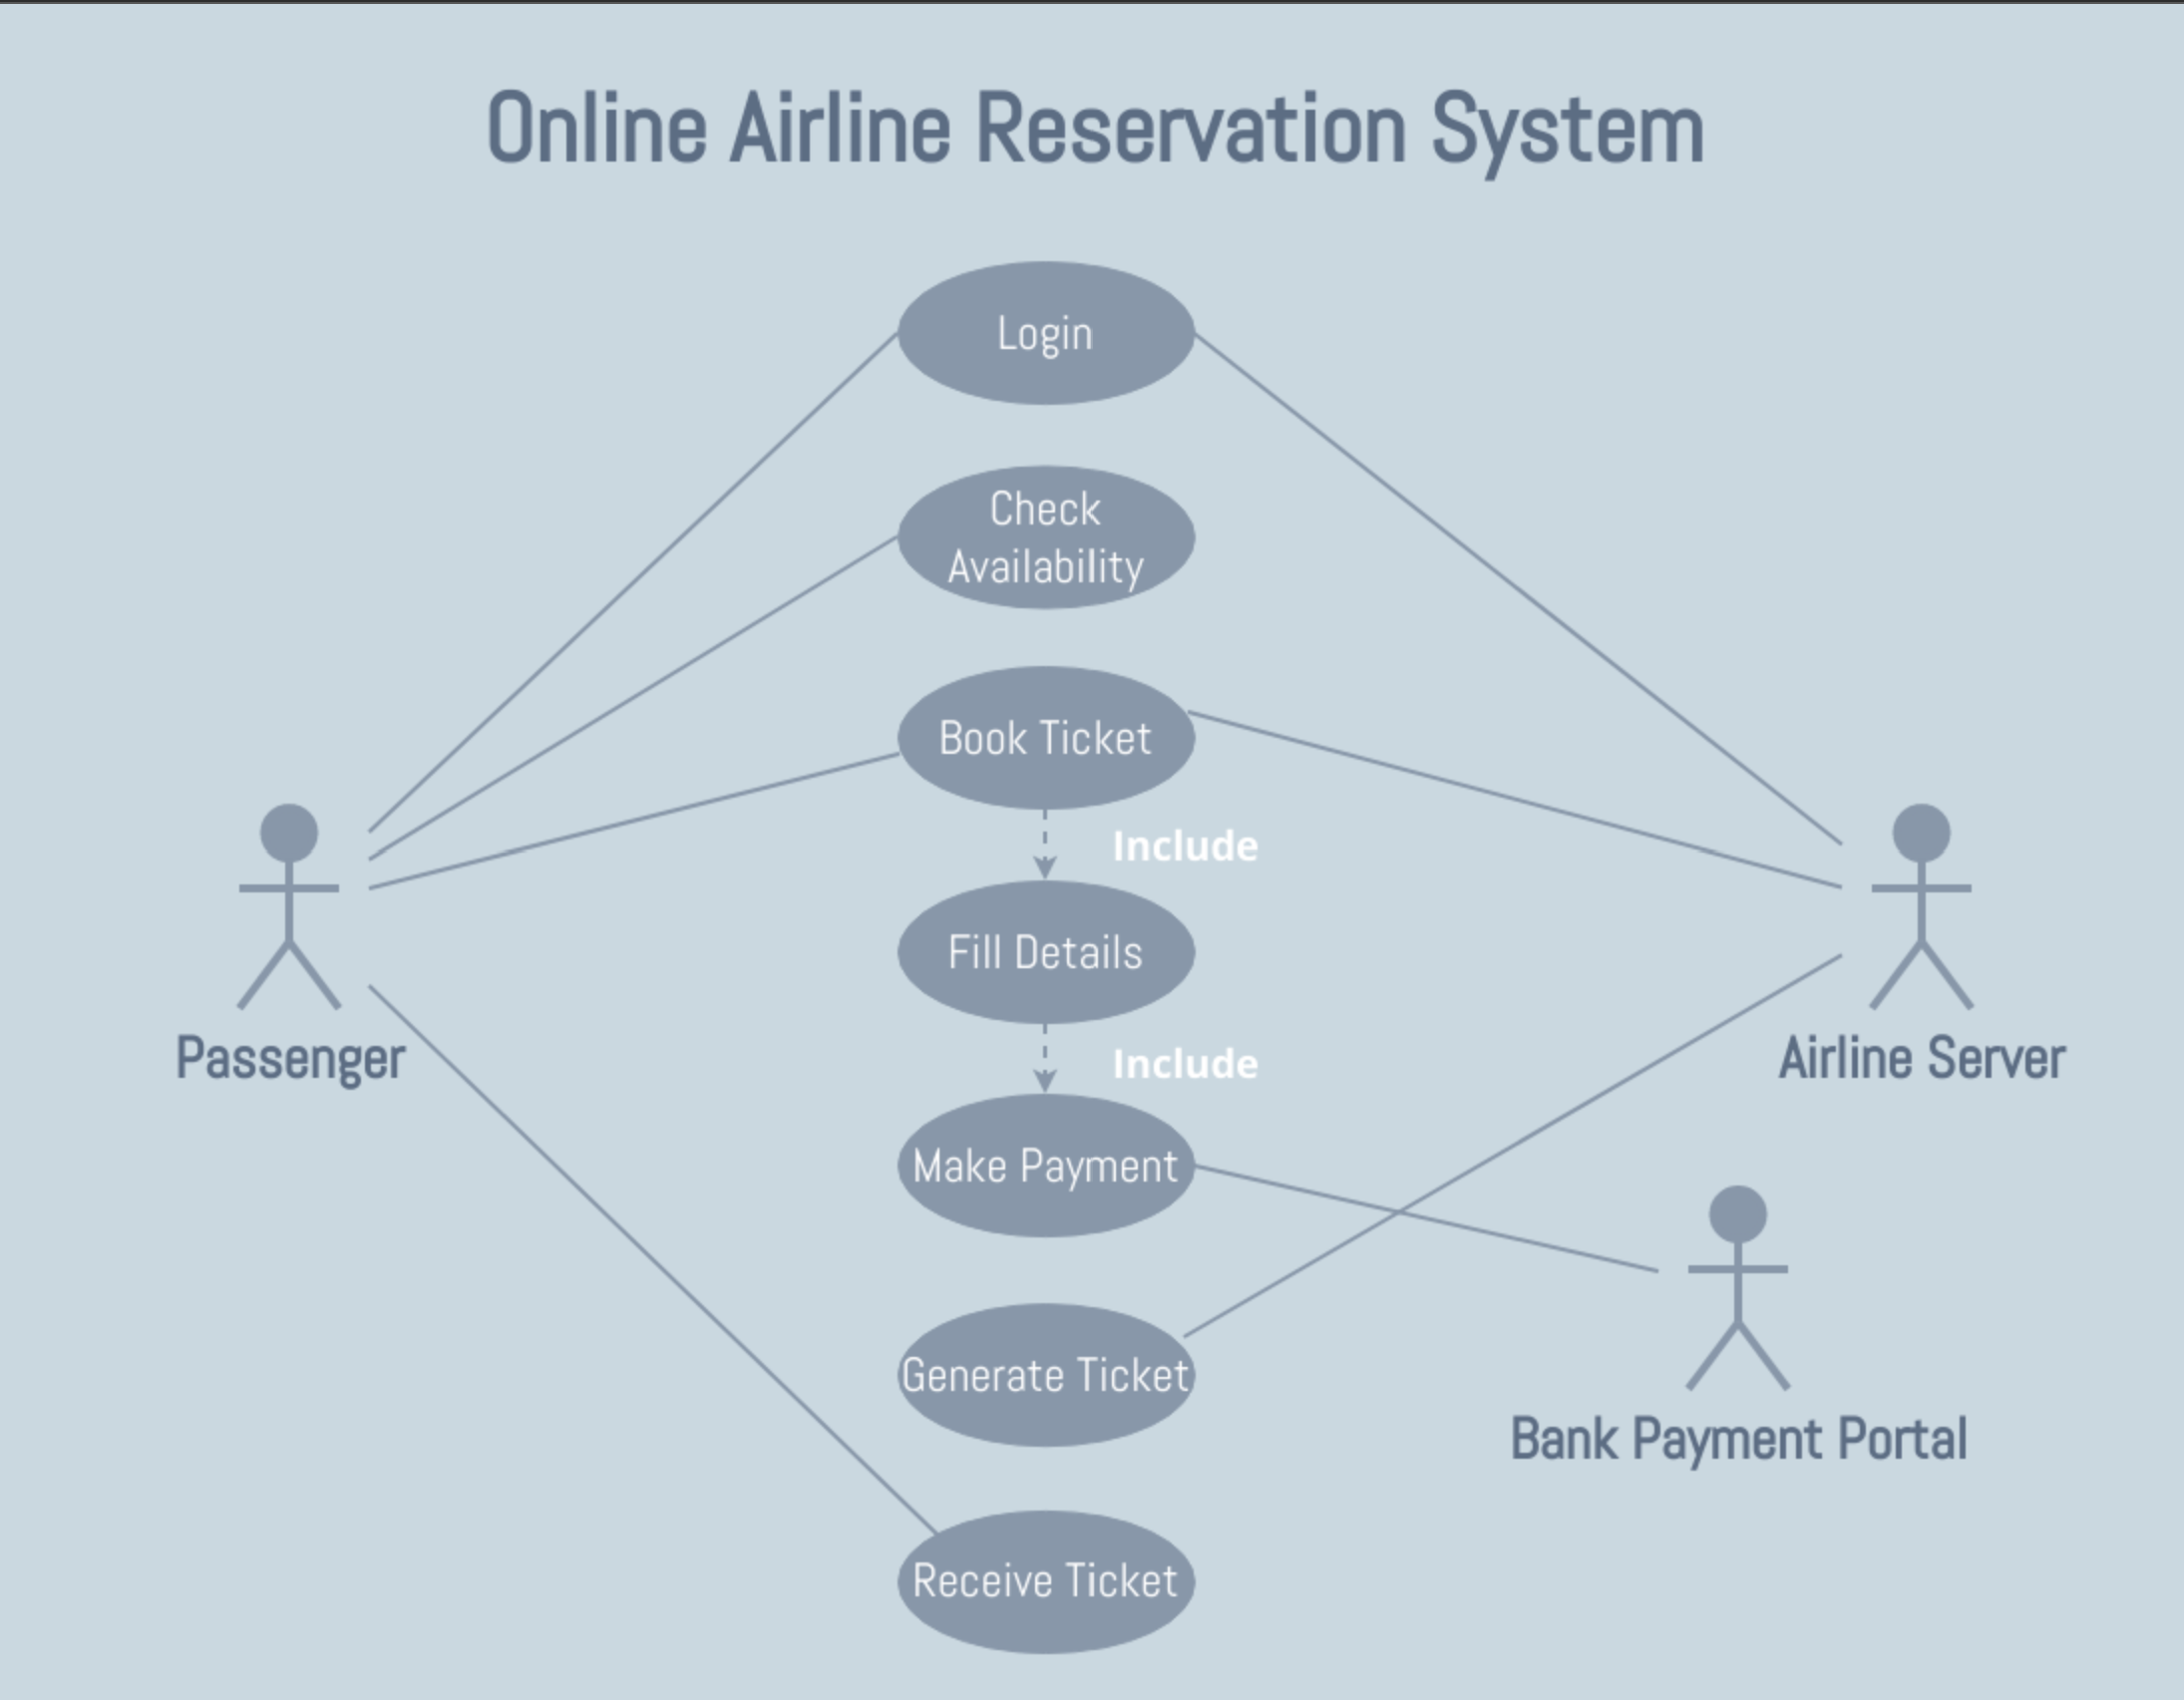 Online Airline Reservation System
Login
Check
Availability
Book Ticket
Include
Fill Details
Passenger
Airline Server
Include
Make Payment
Generate Ticket
Bank Payment Portal
Receive Ticket